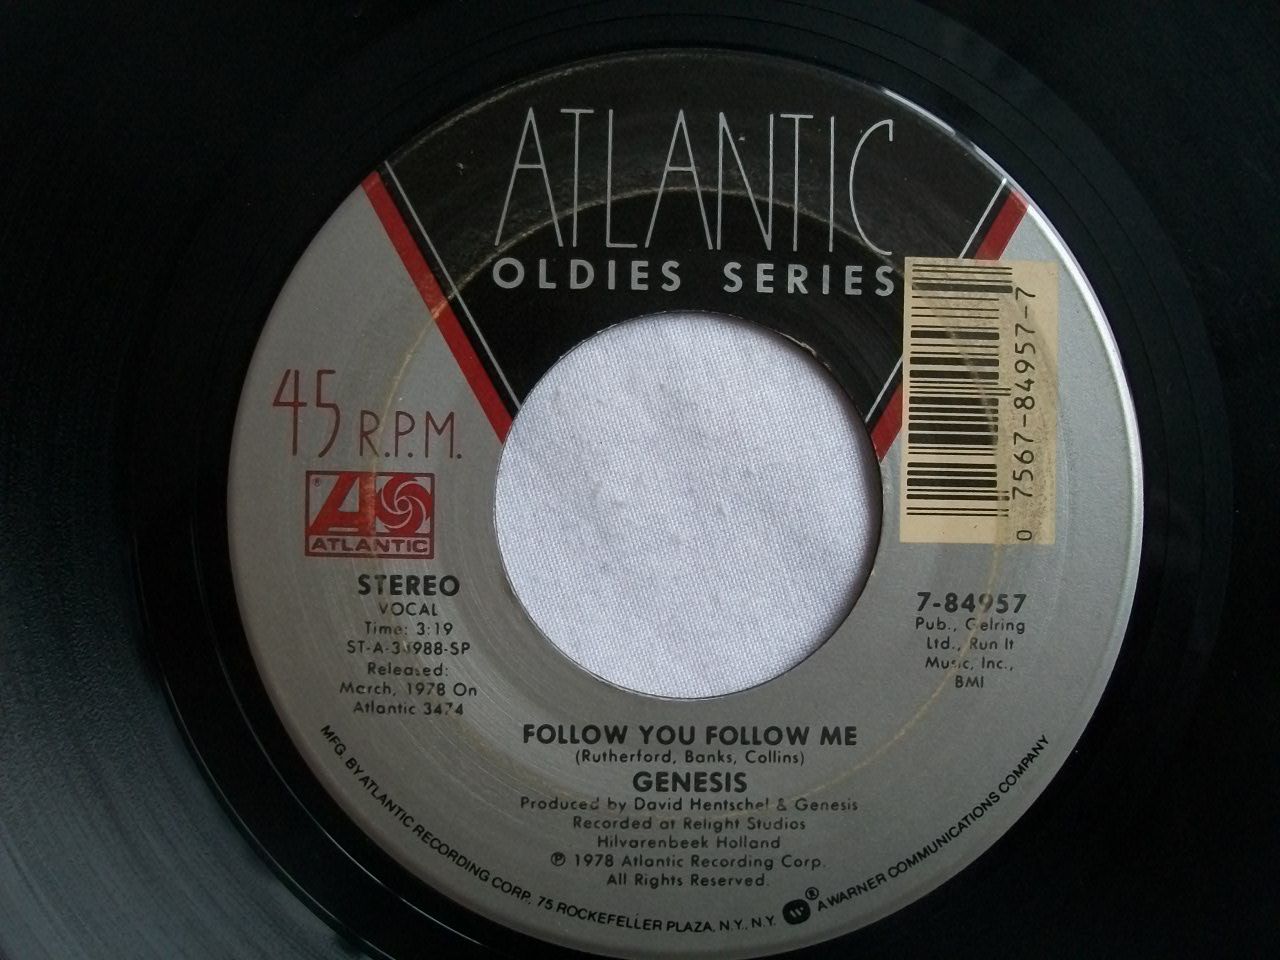 ATLANTIC
OLDIES SERIES
45 R.P.M.
®
ATLANTIC
STEREO
VOCAL
Time: 3:19
ST-A-34988-SP
Released:
March, 1978 On
Atlantic 3474
0 7567-84957-7
7-84957
Pub., Gelring
Ltd., Run It
Music, Inc.,
BMI
FOLLOW YOU FOLLOW ME
(Rutherford, Banks, Collins)
GENESIS
Produced by David Hentschel & Genesis
Recorded at Relight Studios
Hilvarenbeek Holland
℗ 1978 Atlantic Recording Corp.
All Rights Reserved.
MFG. BY ATLANTIC RECORDING CORP., 75 ROCKEFELLER PLAZA, N.Y., N.Y. ® A WARNER COMMUNICATIONS COMPANY